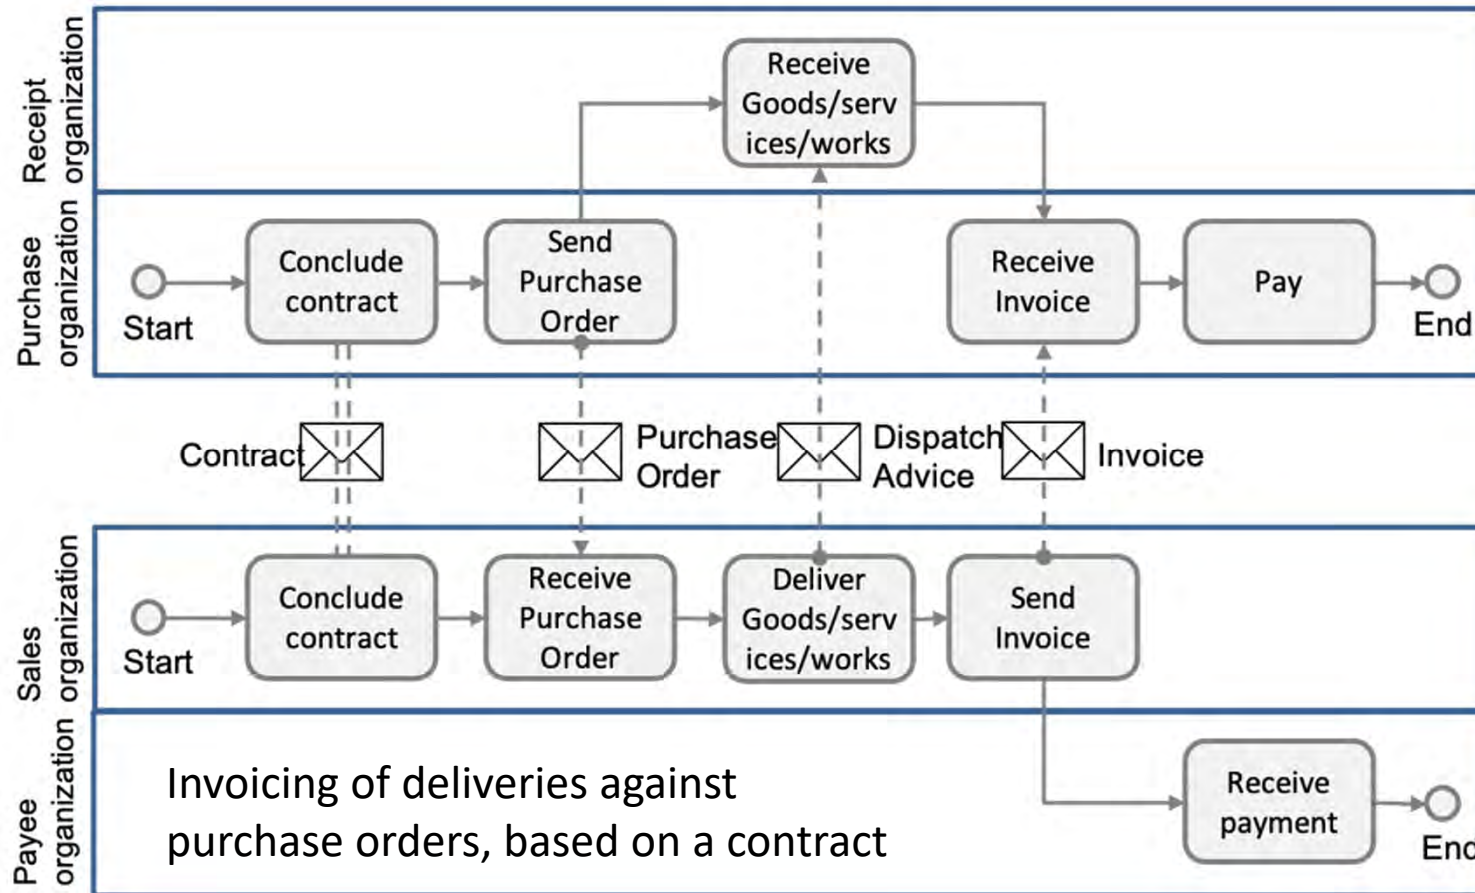 Receipt
organization
Receive
Goods/serv
ices/works
Purchase
organization
Start
Conclude
contract
Send
Purchase
Order
Receive
Invoice
Pay
End
Contract
Purchase
Order
Dispatch
Advice
Invoice
Sales
organization
Start
Conclude
contract
Receive
Purchase
Order
Deliver
Goods/serv
ices/works
Send
Invoice
Payee
organization
Invoicing of deliveries against
purchase orders, based on a contract
Receive
payment
End